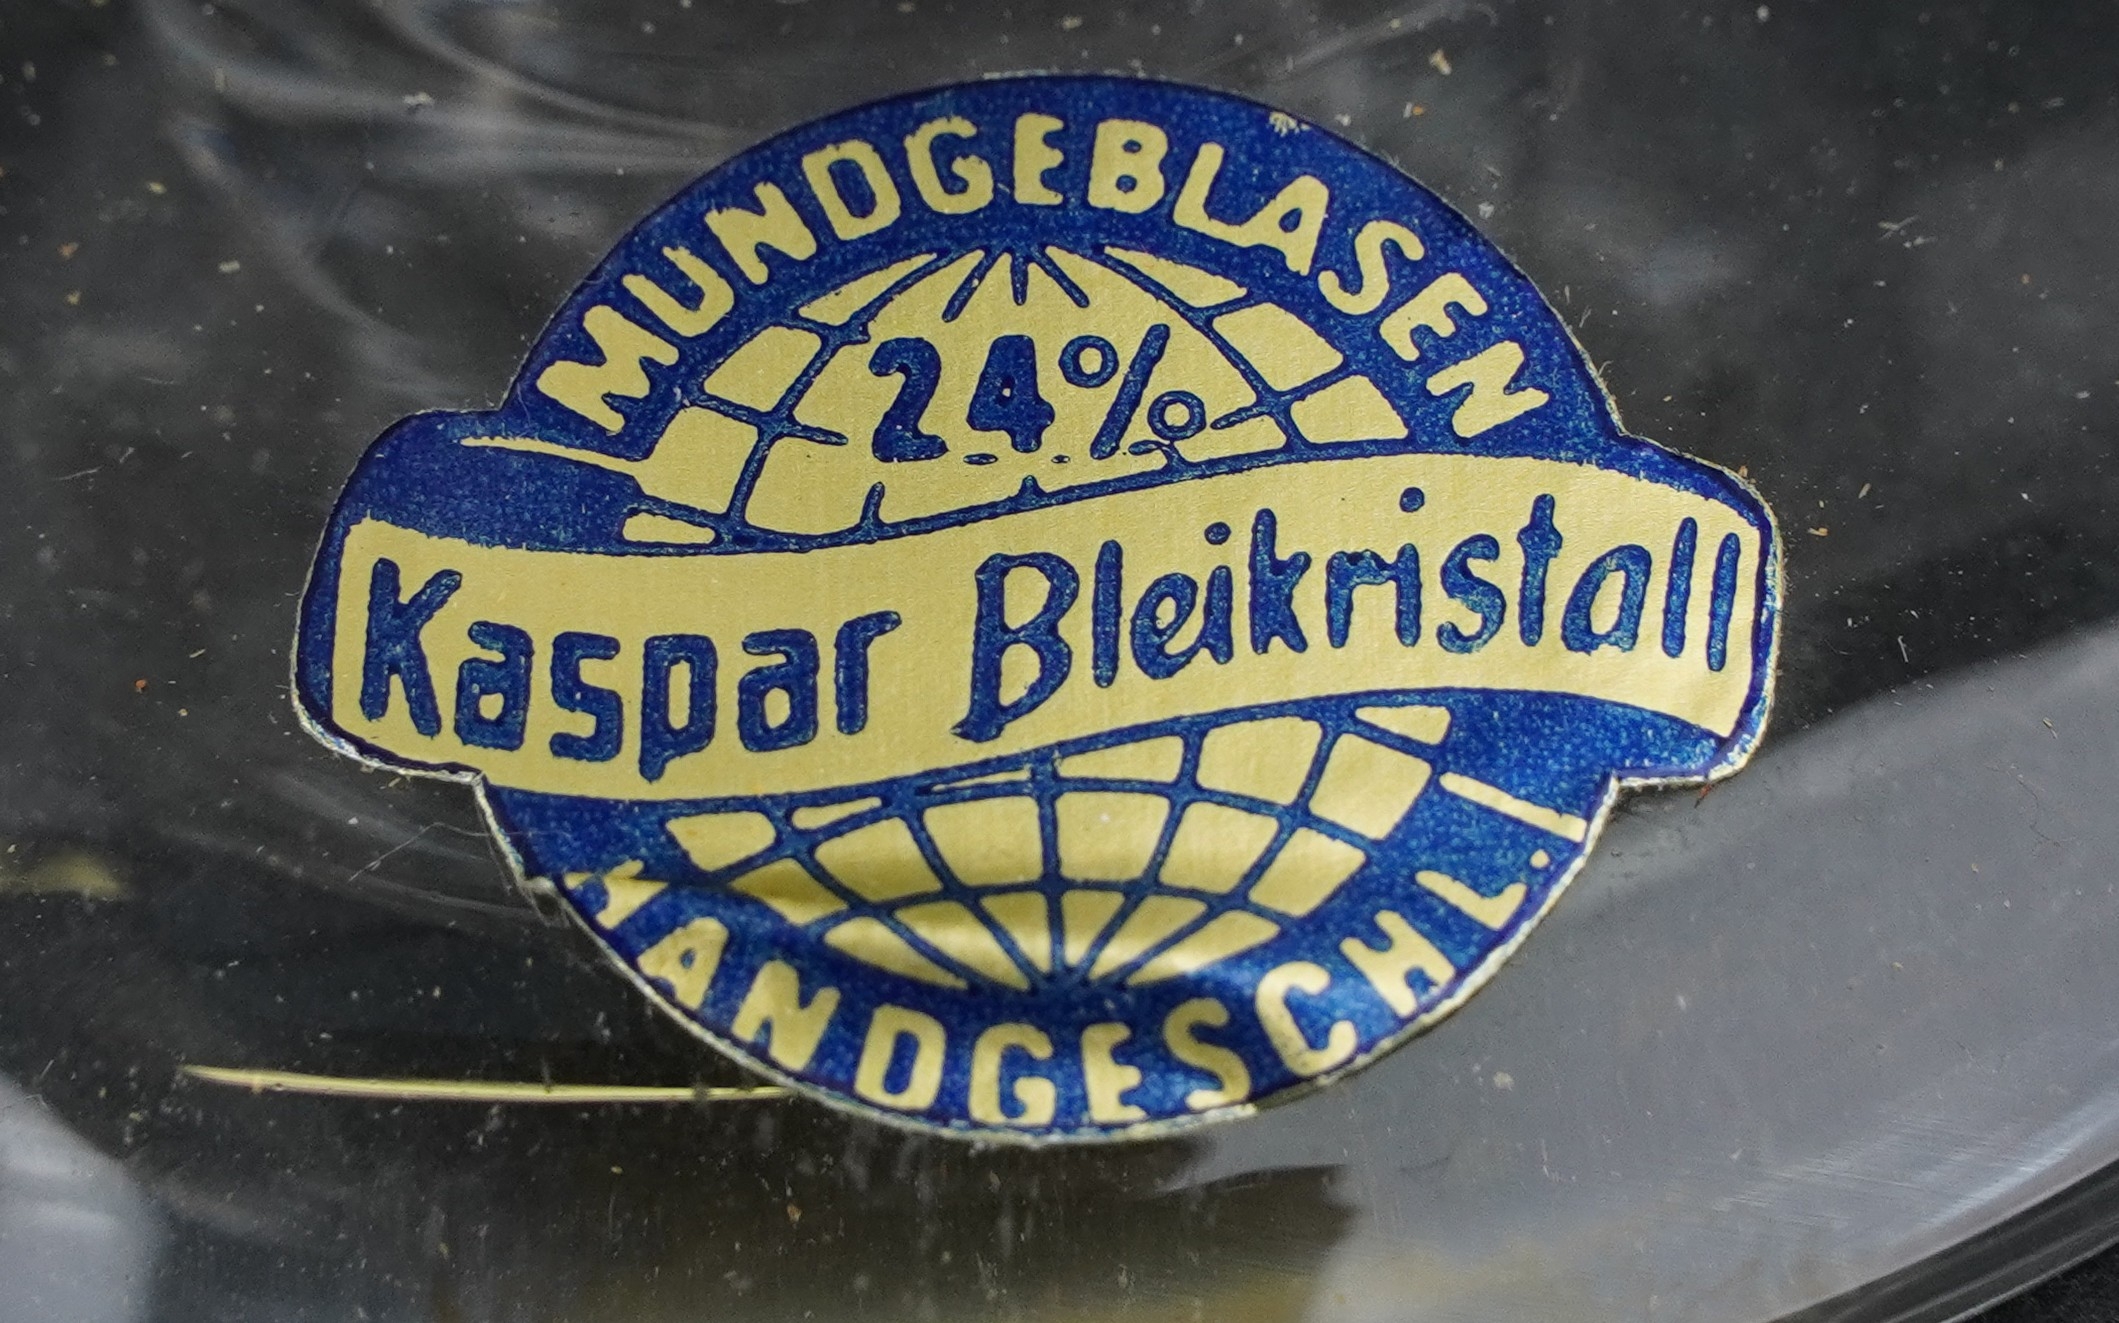 MUNDGEBLASEN
24%
Kaspar Bleikristall
HANDGESCHL.